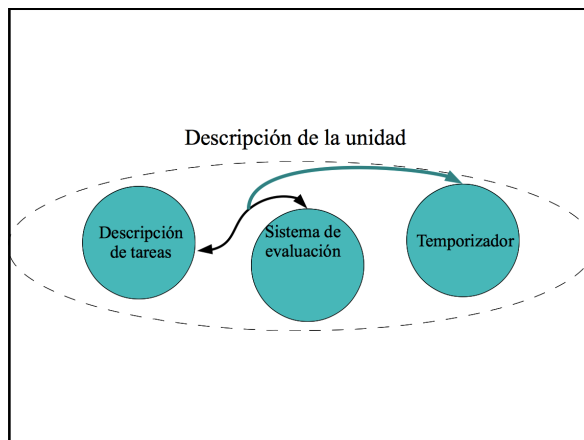 Descripción de la unidad
Descripción
de tareas
Sistema de
evaluación
Temporizador